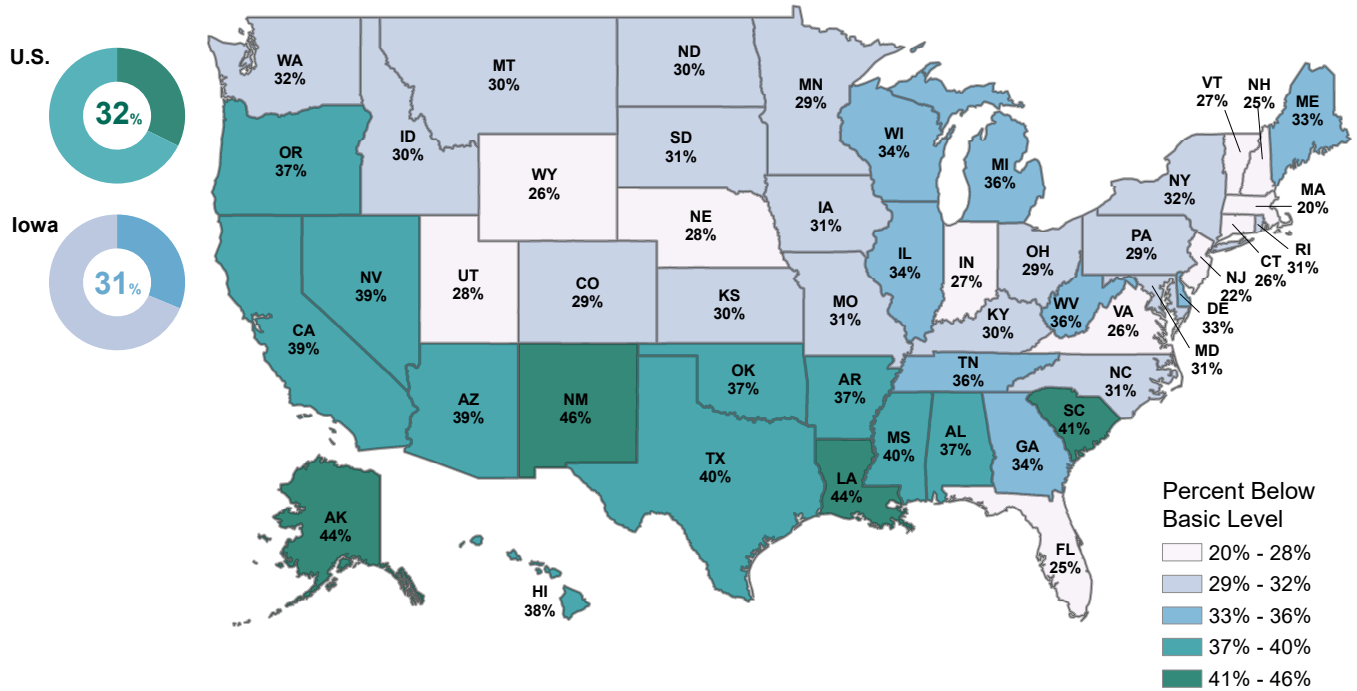 U.S.
32%
Iowa
31%
WA
32%
OR
37%
CA
39%
NV
39%
ID
30%
MT
30%
WY
26%
UT
28%
AZ
39%
CO
29%
NM
46%
ND
30%
SD
31%
NE
28%
KS
30%
OK
37%
TX
40%
MN
29%
IA
31%
MO
31%
AR
37%
LA
44%
WI
34%
IL
34%
MI
36%
IN
27%
OH
29%
KY
30%
TN
36%
MS
40%
AL
37%
GA
34%
FL
25%
SC
41%
NC
31%
VA
26%
WV
36%
PA
29%
NY
32%
VT
27%
NH
25%
ME
33%
MA
20%
RI
31%
CT
26%
NJ
22%
DE
33%
MD
31%
AK
44%
HI
38%
Percent Below
Basic Level
20% - 28%
29% - 32%
33% - 36%
37% - 40%
41% - 46%